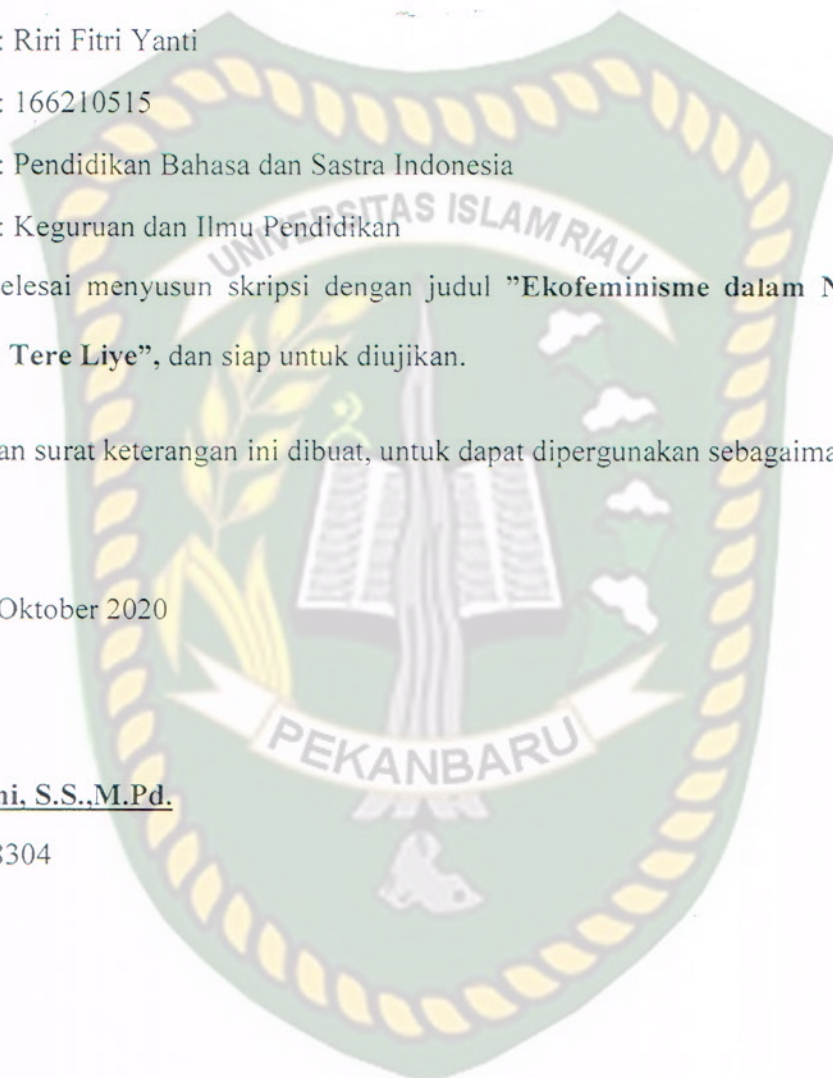 : Riri Fitri Yanti
: 166210515
: Pendidikan Bahasa dan Sastra Indonesia
: Keguruan dan Ilmu Pendidikan
UNIVERSITAS ISLAM RIAU
elesai menyusun skripsi dengan judul ”Ekofeminisme dalam N
Tere Liye”, dan siap untuk diujikan.
an surat keterangan ini dibuat, untuk dapat dipergunakan sebagaima
Oktober 2020
PEKANBARU
ni, S.S.,M.Pd.
8304